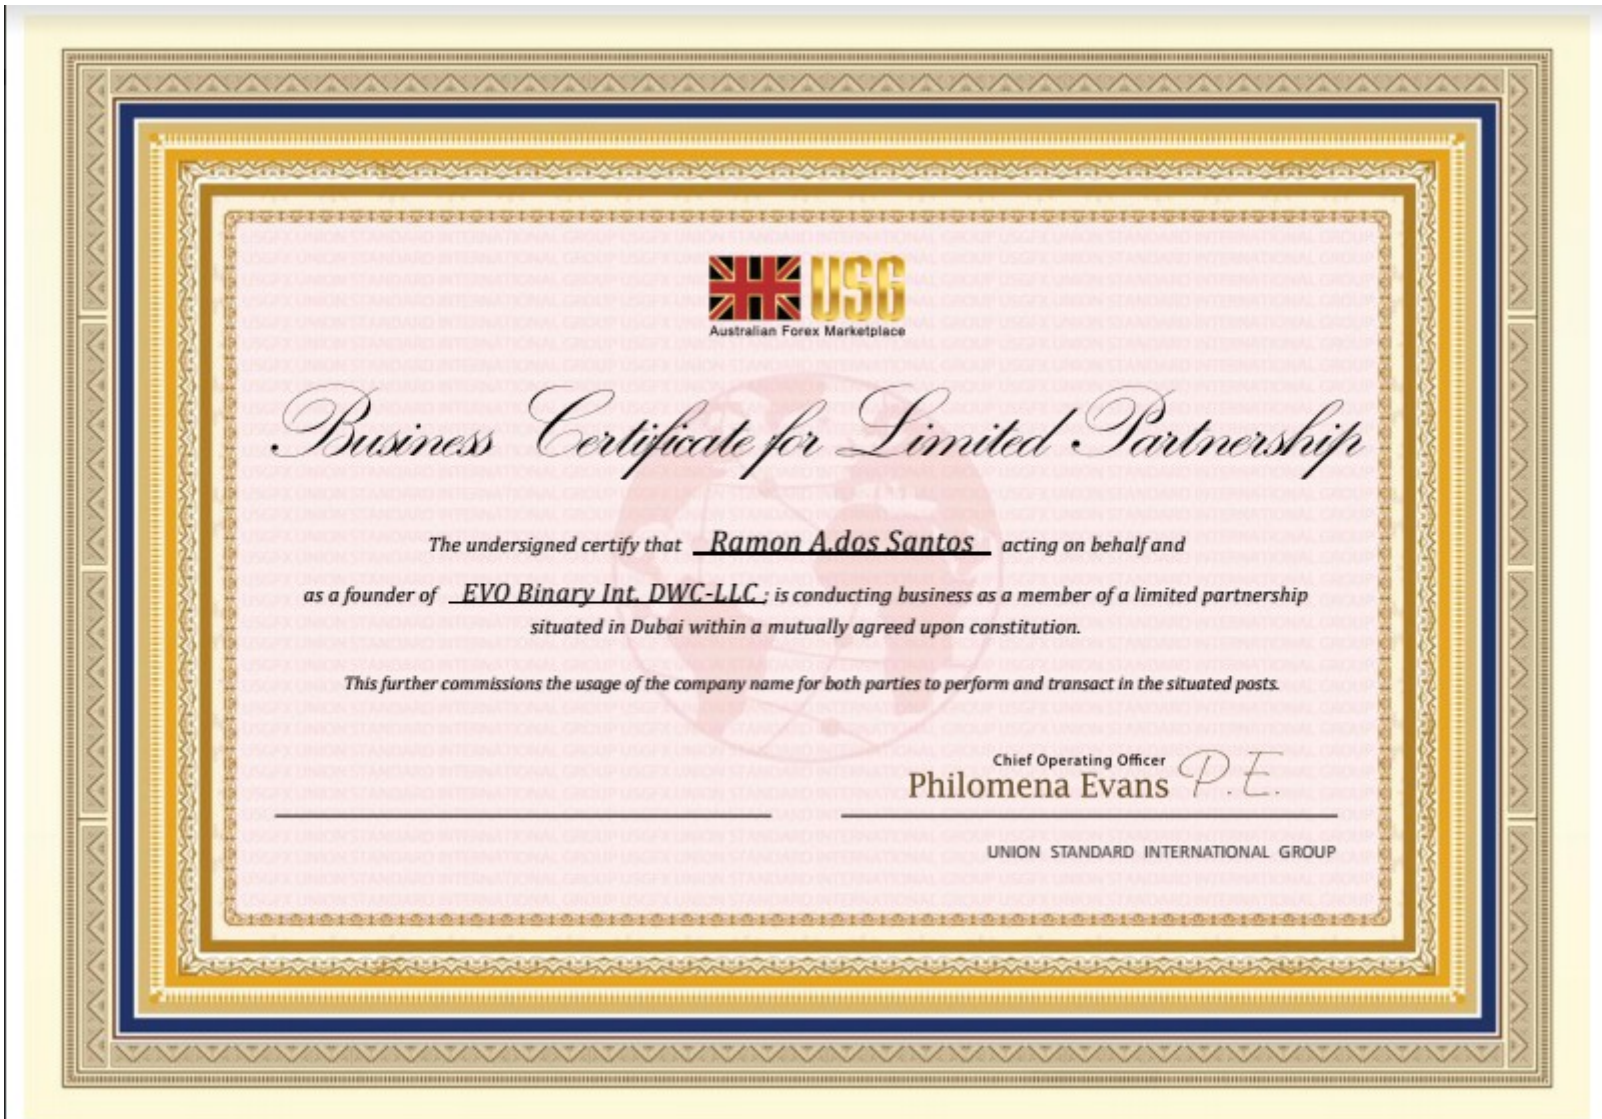 USG
Australian Forex Marketplace
Business Certificate for Limited Partnership
The undersigned certify that Ramon A.dos Santos acting on behalf and
as a founder of EVO Binary Int. DWC-LLC ; is conducting business as a member of a limited partnership
situated in Dubai within a mutually agreed upon constitution.
This further commissions the usage of the company name for both parties to perform and transact in the situated posts.
Chief Operating Officer
Philomena Evans P.E.
UNION STANDARD INTERNATIONAL GROUP